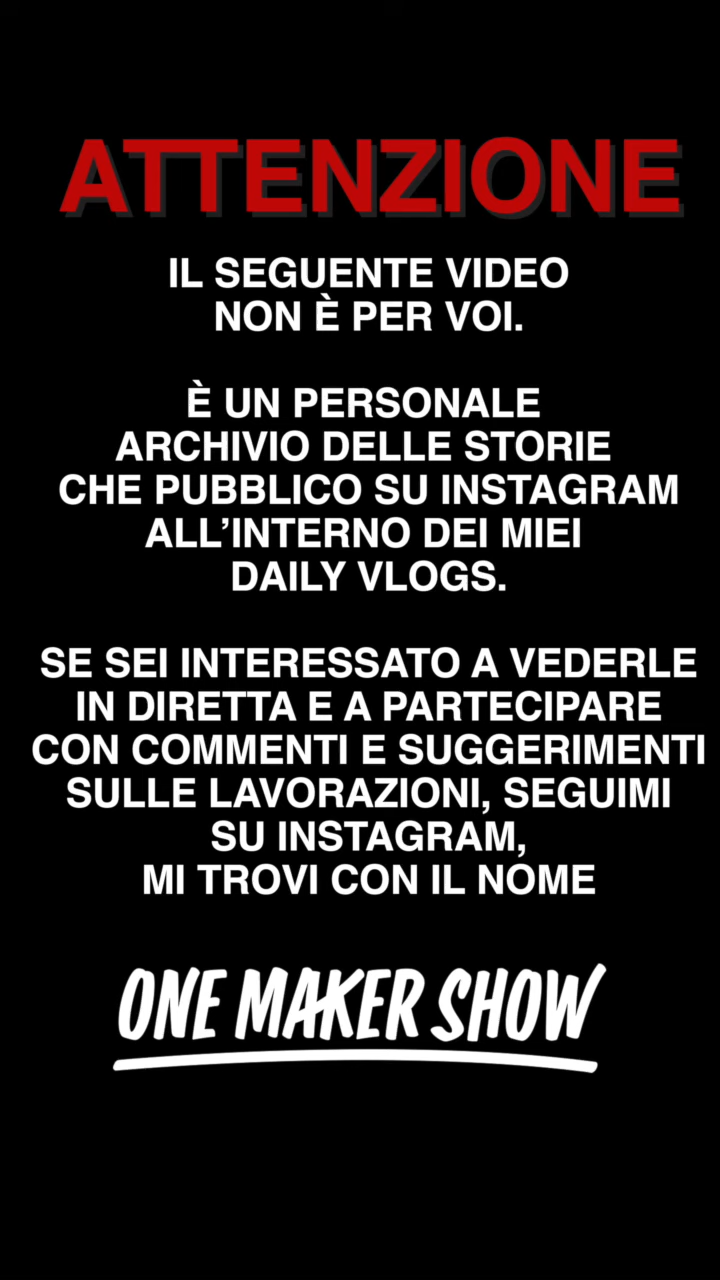 ATTENZIONE
IL SEGUENTE VIDEO
NON È PER VOI.
È UN PERSONALE
ARCHIVIO DELLE STORIE
CHE PUBBLICO SU INSTAGRAM
ALL’INTERNO DEI MIEI
DAILY VLOGS.
SE SEI INTERESSATO A VEDERLE
IN DIRETTA E A PARTECIPARE
CON COMMENTI E SUGGERIMENTI
SULLE LAVORAZIONI, SEGUIMI
SU INSTAGRAM,
MI TROVI CON IL NOME
ONE MAKER SHOW